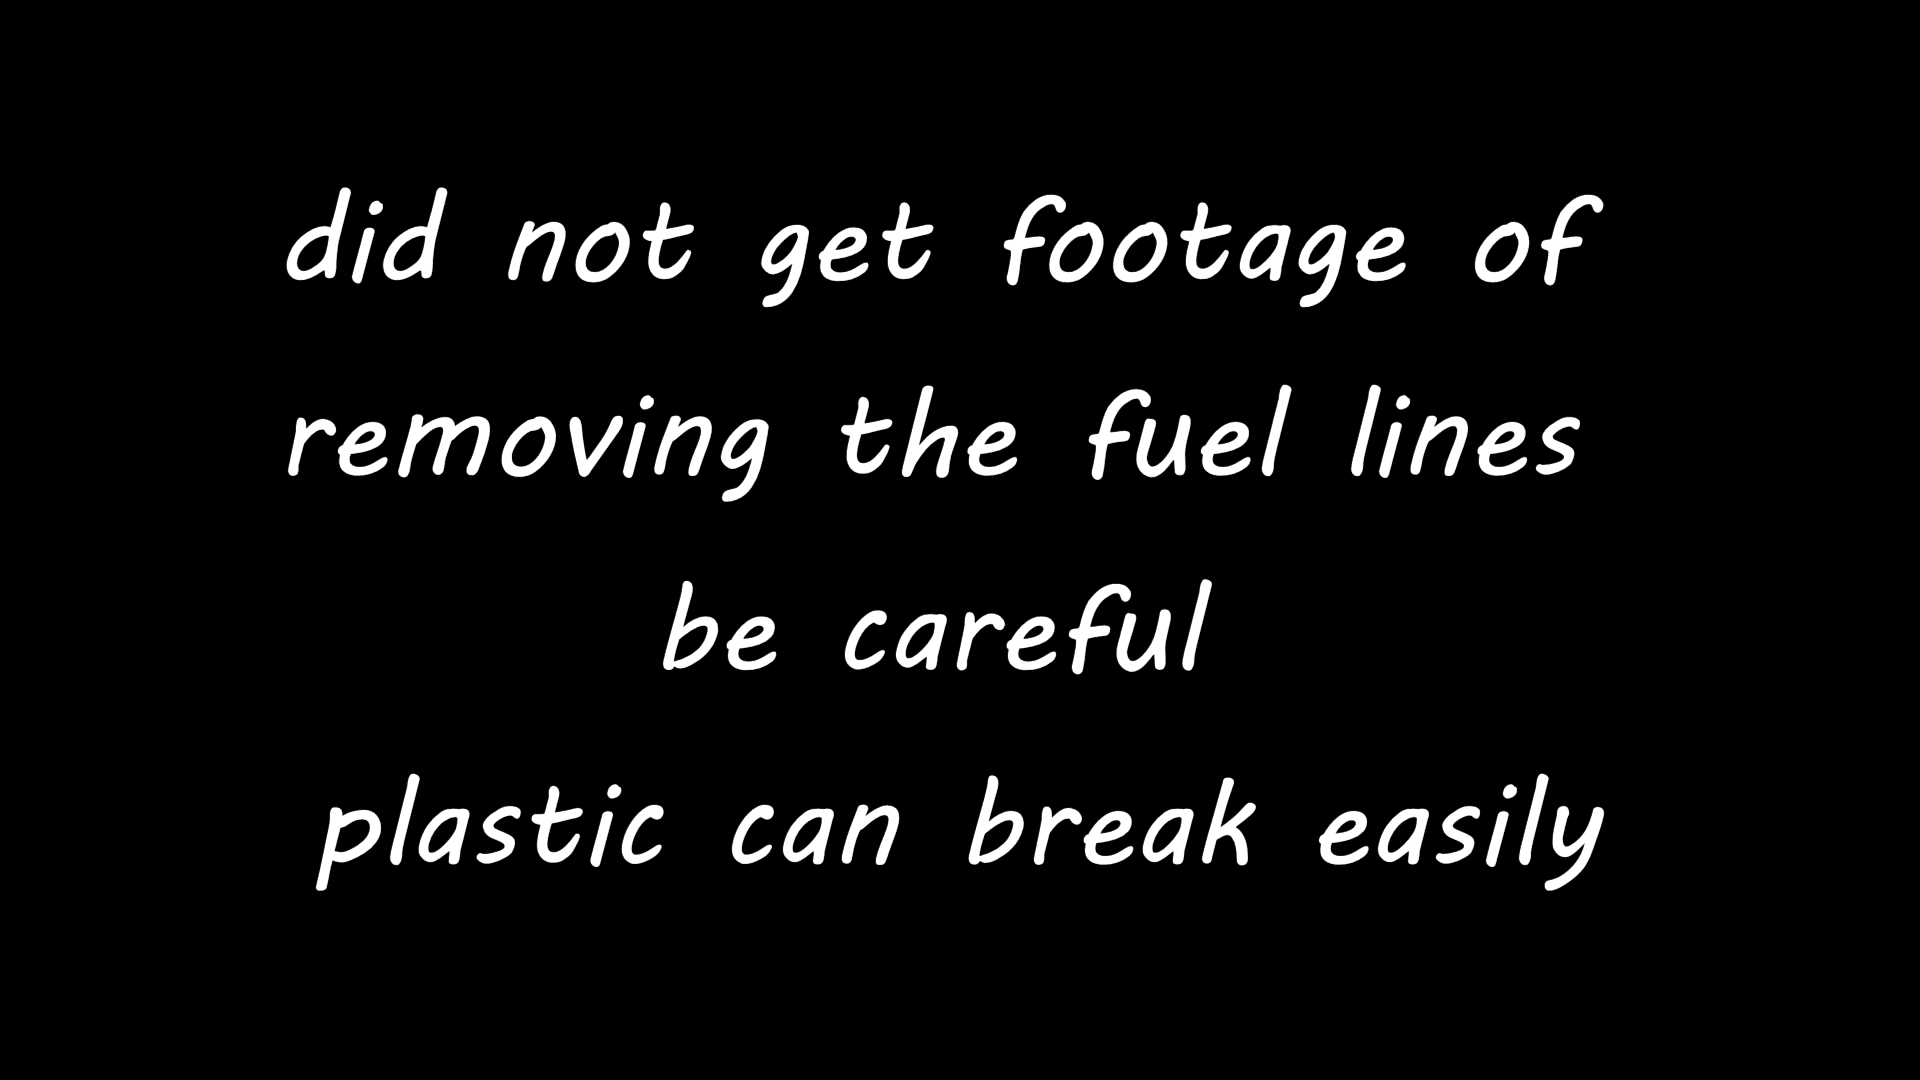 did not get footage of
removing the fuel lines
be careful
plastic can break easily